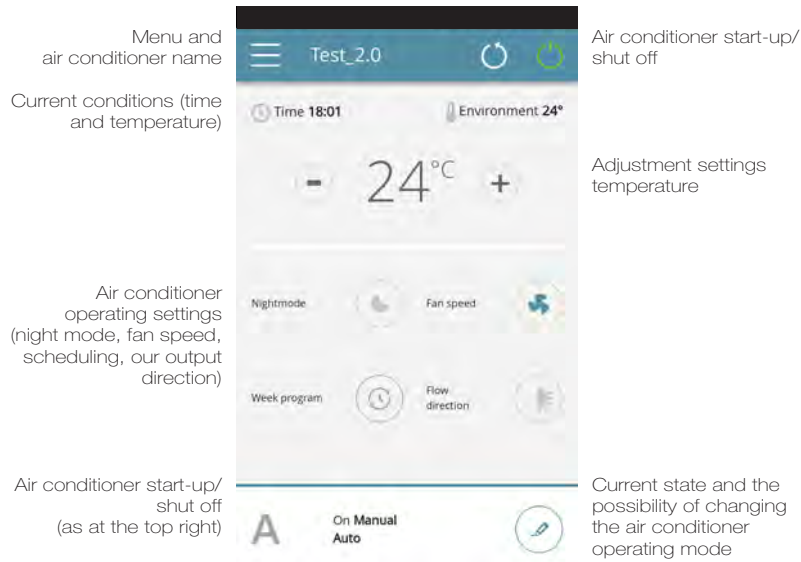 Menu and
air conditioner name
Current conditions (time
and temperature)
Air conditioner
operating settings
(night mode, fan speed,
scheduling, our output
direction)
Air conditioner start-up/
shut off
(as at the top right)
Test_2.0
Time 18:01
Environment 24°
- 24°C +
Nightmode
Fan speed
Week program
Flow
direction
A
On Manual
Auto
Air conditioner start-up/
shut off
Adjustment settings
temperature
Current state and the
possibility of changing
the air conditioner
operating mode